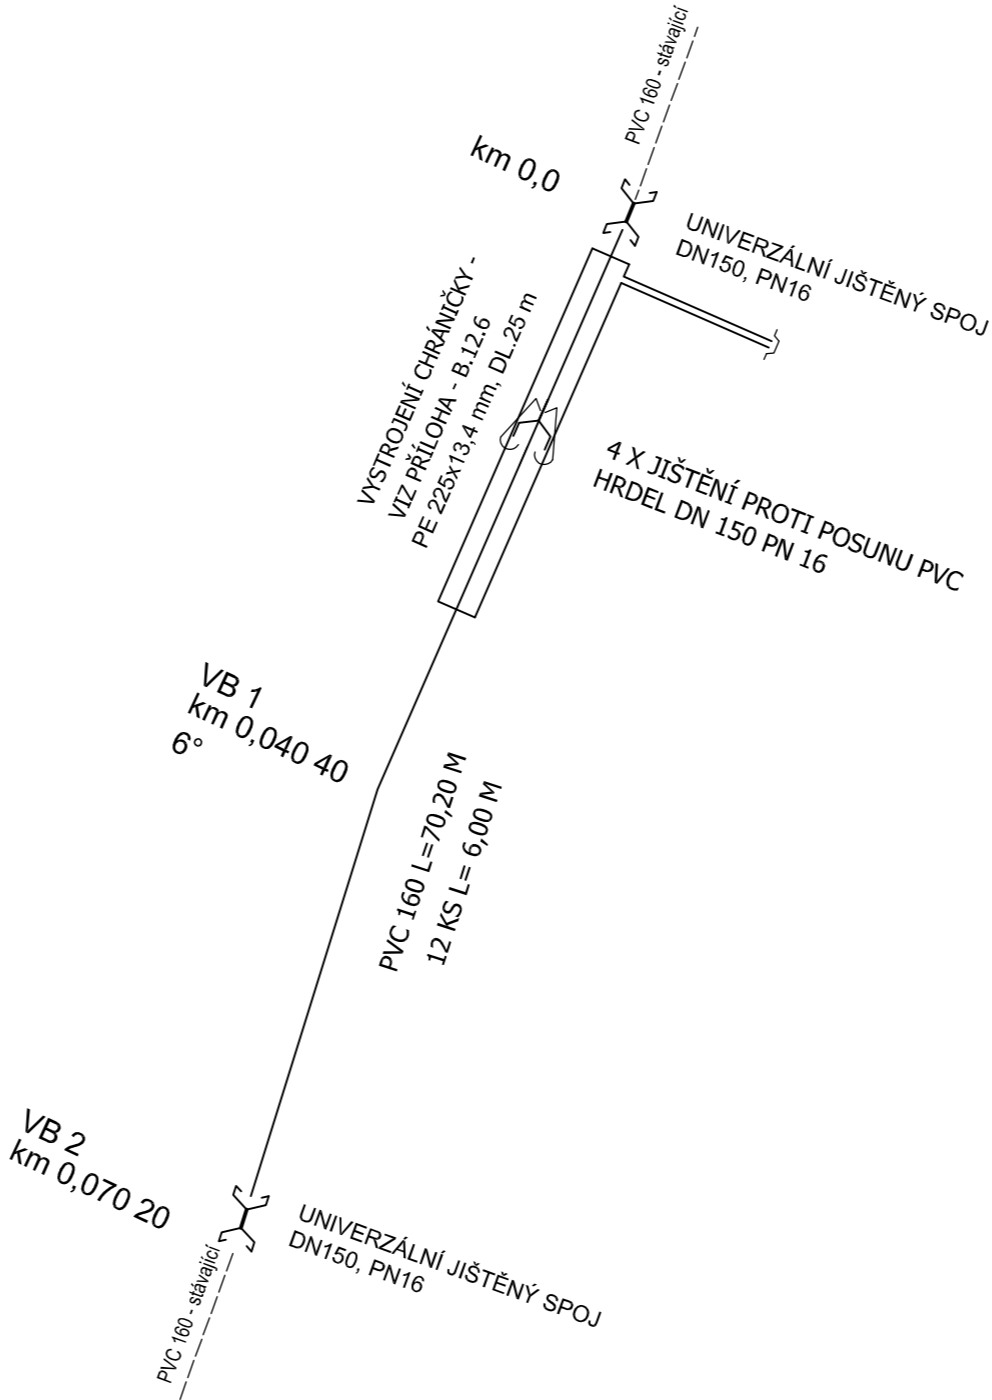 PVC 160 - stávající
km 0,0
UNIVERZÁLNÍ JIŠTĚNÝ SPOJ
DN150, PN16
VYSTROJENÍ CHRÁNIČKY -
VIZ PŘÍLOHA - B.12.6
PE 225x13,4 mm, DL.25 m
4 X JIŠTĚNÍ PROTI POSUNU PVC
HRDEL DN 150 PN 16
VB 1
km 0,040 40
6°
PVC 160 L=70,20 M
12 KS L= 6,00 M
VB 2
km 0,070 20
UNIVERZÁLNÍ JIŠTĚNÝ SPOJ
DN150, PN16
PVC 160 - stávající